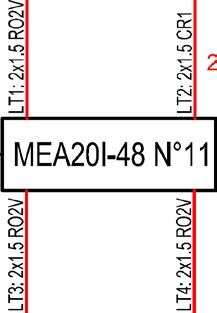 LT1: 2x1.5 RO2V
LT2: 2x1.5 CR1
2
MEA20I-48 N°11
LT3: 2x1.5 RO2V
LT4: 2x1.5 RO2V